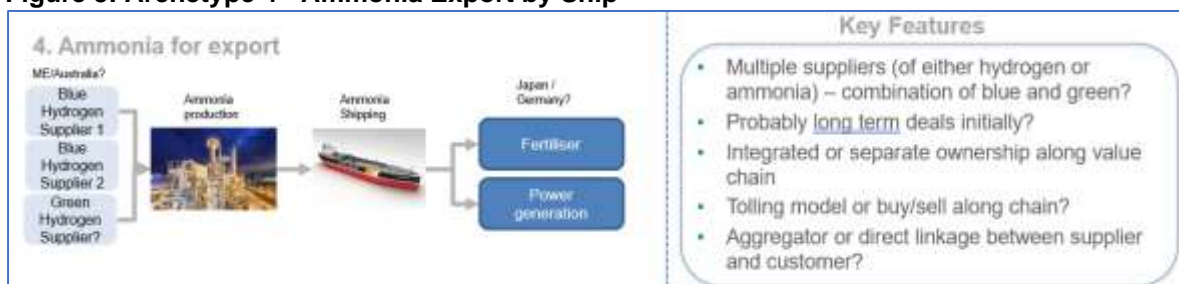 Figure Archetype 4 - Ammonia Export by Ship
4. Ammonia for export
ME/Australia?
Blue
Hydrogen
Supplier 1
Blue
Hydrogen
Supplier 2
Green
Hydrogen
Supplier?
Ammonia
production
Ammonia
Shipping
Japan /
Germany?
Fertiliser
Power
generation
Key Features
• Multiple suppliers (of either hydrogen or
ammonia) – combination of blue and green?
• Probably long term deals initially?
• Integrated or separate ownership along value
chain
• Tolling model or buy/sell along chain?
• Aggregator or direct linkage between supplier
and customer?